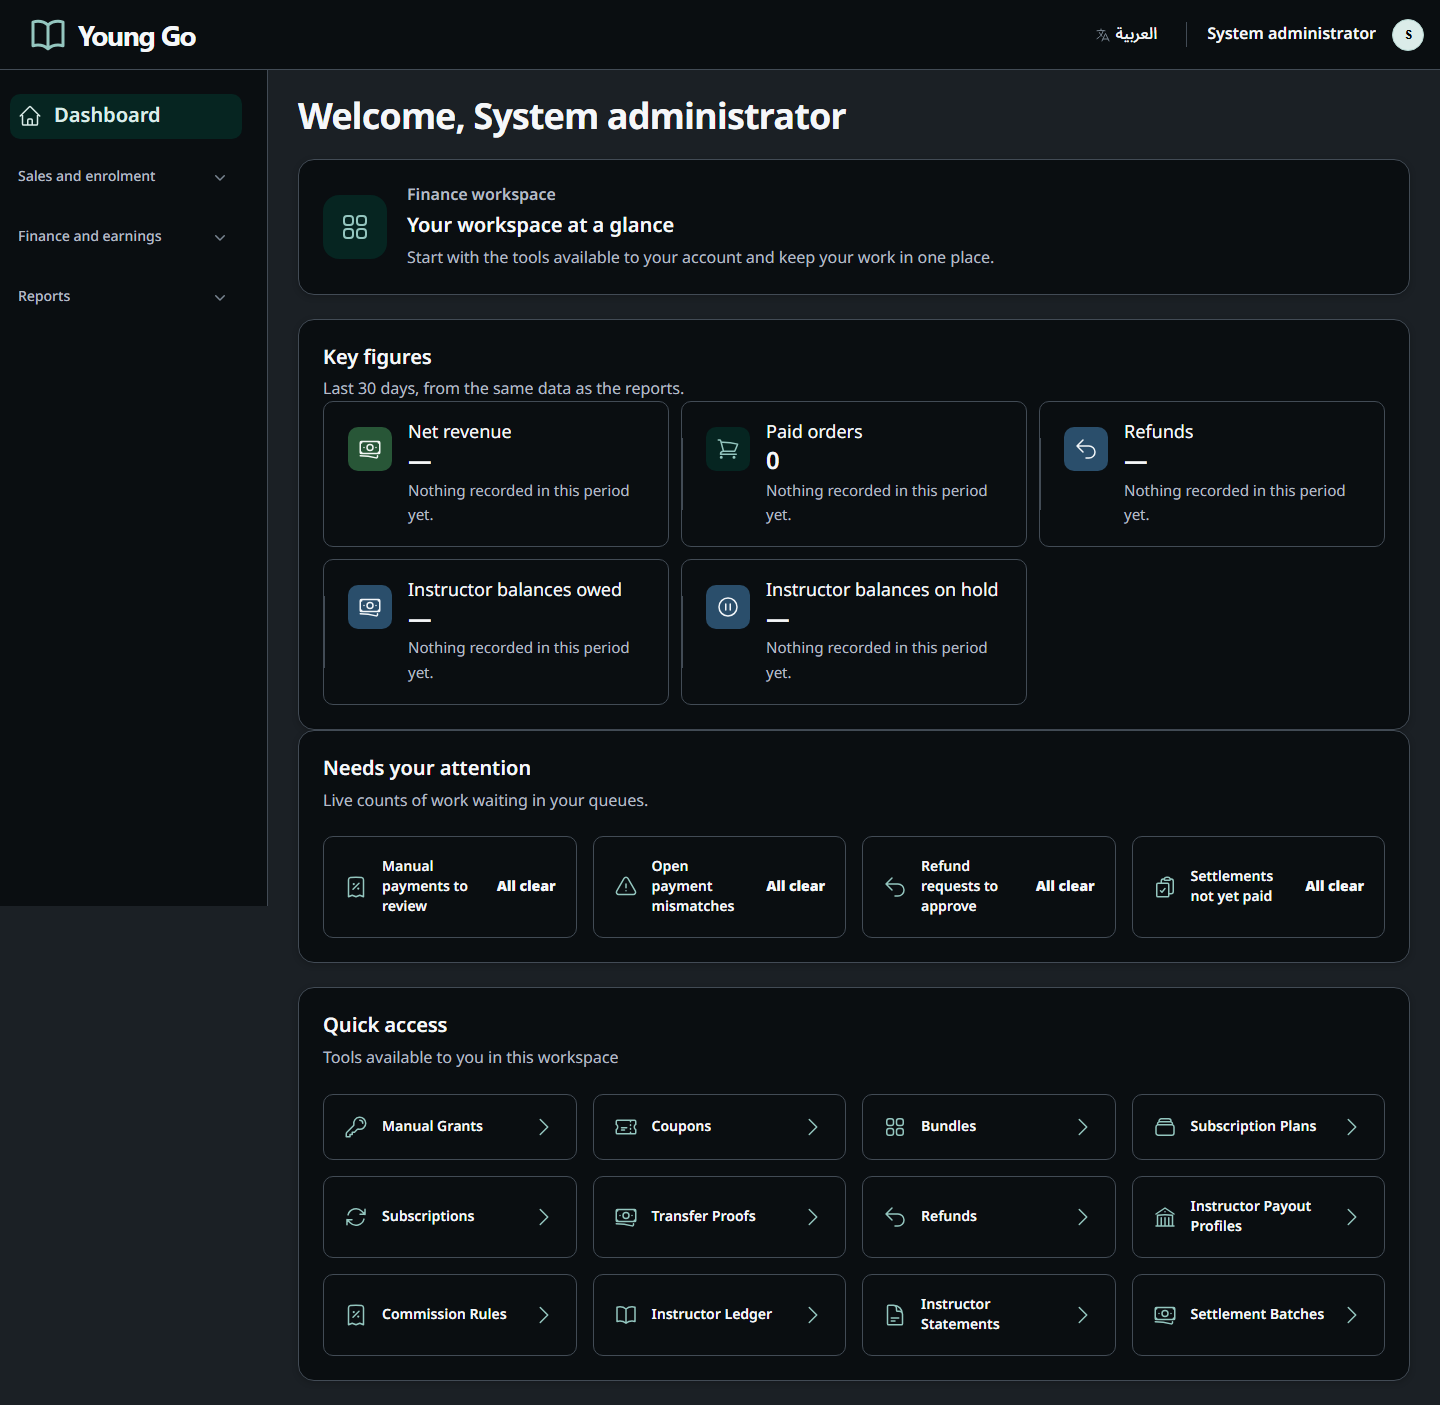 Young Go
العربية
System administrator
S
Dashboard
Sales and enrolment
Finance and earnings
Reports
Welcome, System administrator
Finance workspace
Your workspace at a glance
Start with the tools available to your account and keep your work in one place.
Key figures
Last 30 days, from the same data as the reports.
Net revenue
—
Nothing recorded in this period
yet.
Paid orders
0
Nothing recorded in this period
yet.
Refunds
—
Nothing recorded in this period
yet.
Instructor balances owed
—
Nothing recorded in this period
yet.
Instructor balances on hold
—
Nothing recorded in this period
yet.
Needs your attention
Live counts of work waiting in your queues.
Manual
payments to
review
All clear
Open
payment
mismatches
All clear
Refund
requests to
approve
All clear
Settlements
not yet paid
All clear
Quick access
Tools available to you in this workspace
Manual Grants
Coupons
Bundles
Subscription Plans
Subscriptions
Transfer Proofs
Refunds
Instructor Payout
Profiles
Commission Rules
Instructor Ledger
Instructor
Statements
Settlement Batches